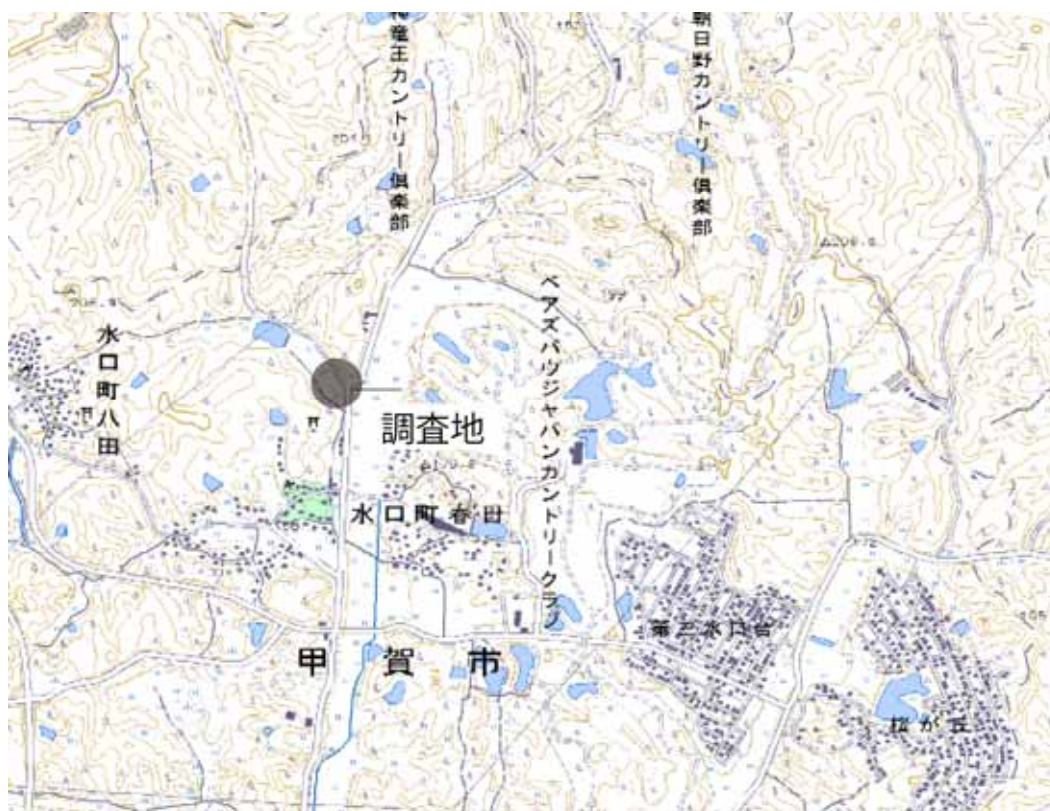 竜王カントリー倶楽部
朝日野カントリー倶楽部
ベアズパウジャパンカントリークラブ
水口町八田
調査地
水口町春日
第二水口台
甲賀市
松が丘